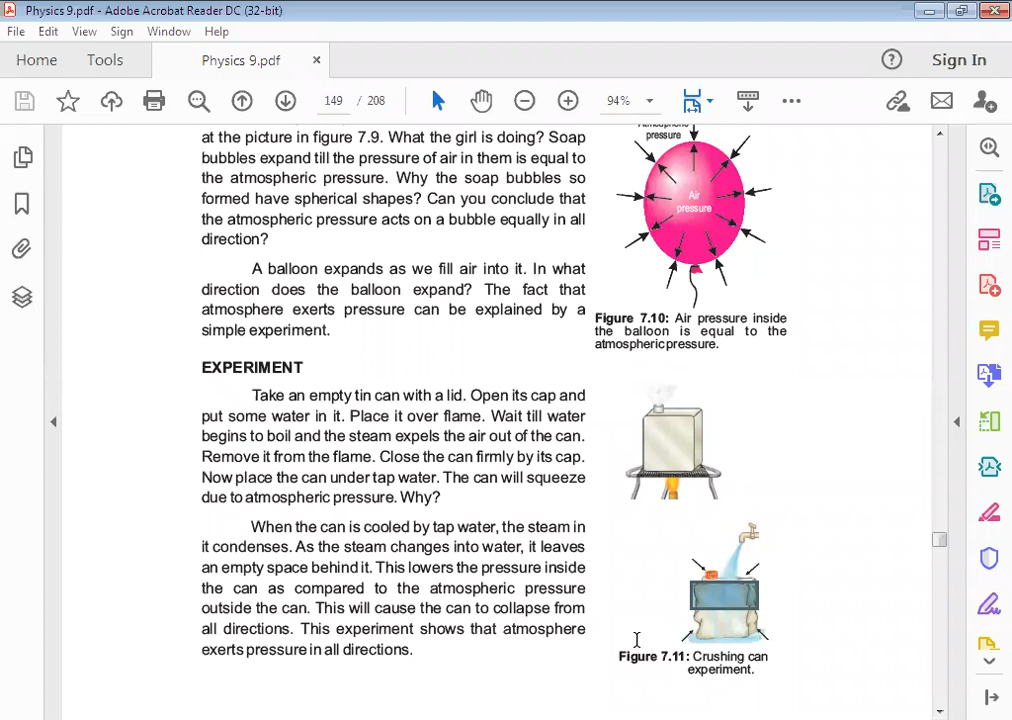 Physics 9.pdf - Adobe Acrobat Reader DC (32-bit)
File Edit View Sign Window Help
Home Tools Physics 9.pdf × Sign In
149 / 208 94%
at the picture in figure 7.9. What the girl is doing? Soap
bubbles expand till the pressure of air in them is equal to
the atmospheric pressure. Why the soap bubbles so
formed have spherical shapes? Can you conclude that
the atmospheric pressure acts on a bubble equally in all
direction?
A balloon expands as we fill air into it. In what
direction does the balloon expand? The fact that
atmosphere exerts pressure can be explained by a
simple experiment.
EXPERIMENT
Take an empty tin can with a lid. Open its cap and
put some water in it. Place it over flame. Wait till water
begins to boil and the steam expels the air out of the can.
Remove it from the flame. Close the can firmly by its cap.
Now place the can under tap water. The can will squeeze
due to atmospheric pressure. Why?
When the can is cooled by tap water, the steam in
it condenses. As the steam changes into water, it leaves
an empty space behind it. This lowers the pressure inside
the can as compared to the atmospheric pressure
outside the can. This will cause the can to collapse from
all directions. This experiment shows that atmosphere
exerts pressure in all directions.
pressure
Air
pressure
Figure 7.10: Air pressure inside
the balloon is equal to the
atmospheric pressure.
Figure 7.11: Crushing can
experiment.